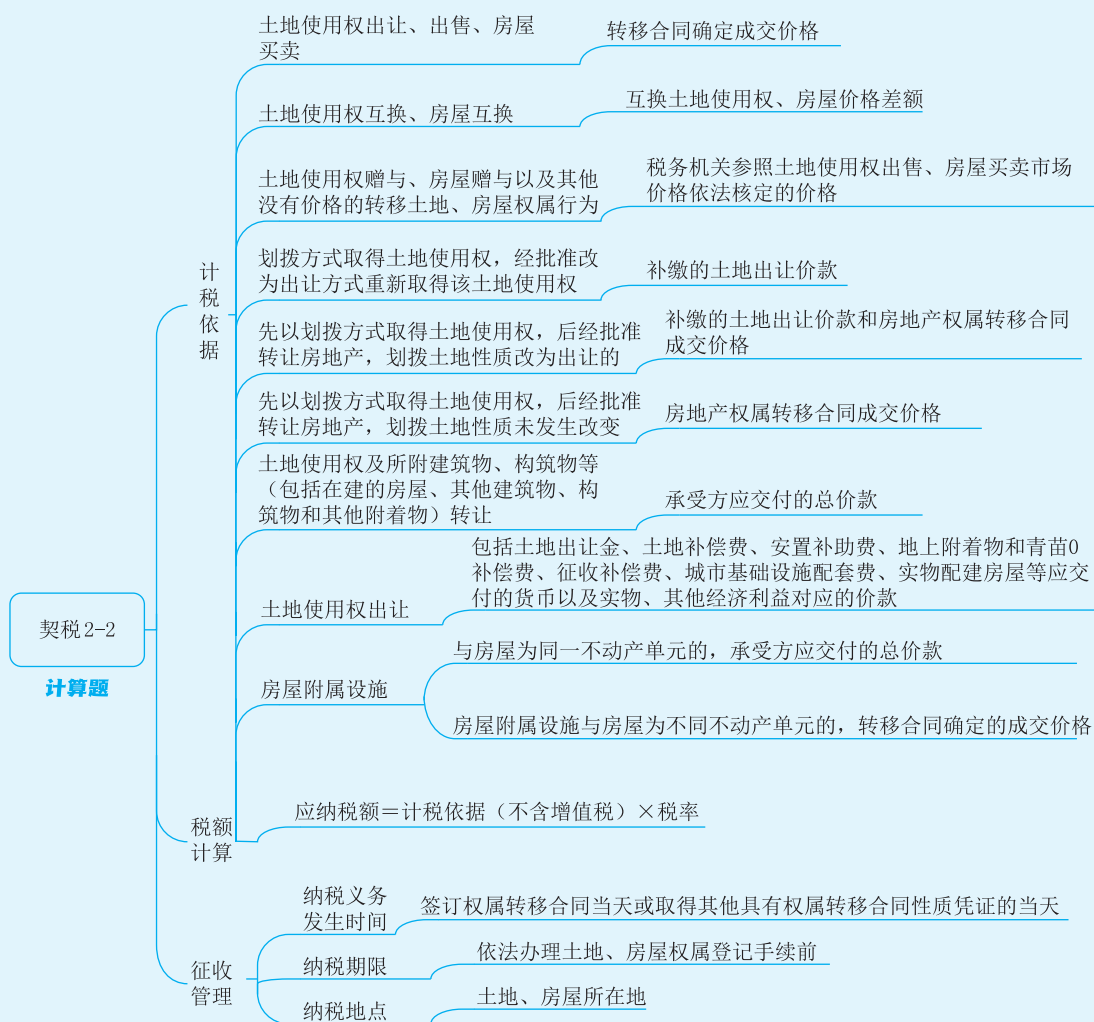 土地使用权出让、出售、房屋
买卖
转移合同确定成交价格
土地使用权互换、房屋互换
互换土地使用权、房屋价格差额
土地使用权赠与、房屋赠与以及其他
没有价格的转移土地、房屋权属行为
税务机关参照土地使用权出售、房屋买卖市场
价格依法核定的价格
计税依据
划拨方式取得土地使用权，经批准改
为出让方式重新取得该土地使用权
补缴的土地出让价款
先以划拨方式取得土地使用权，后经批准
转让房地产，划拨土地性质改为出让的
补缴的土地出让价款和房地产权属转移合同
成交价格
先以划拨方式取得土地使用权，后经批准
转让房地产，划拨土地性质未发生改变
房地产权属转移合同成交价格
土地使用权及所附建筑物、构筑物等
（包括在建的房屋、其他建筑物、构
筑物和其他附着物）转让
承受方应交付的总价款
土地使用权出让
包括土地出让金、土地补偿费、安置补助费、地上附着物和青苗0
补偿费、征收补偿费、城市基础设施配套费、实物配建房屋等应交
付的货币以及实物、其他经济利益对应的价款
契税2-2
计算题
房屋附属设施
与房屋为同一不动产单元的，承受方应交付的总价款
房屋附属设施与房屋为不同不动产单元的，转移合同确定的成交价格
税额
计算
应纳税额＝计税依据（不含增值税）×税率
征收
管理
纳税义务
发生时间
签订权属转移合同当天或取得其他具有权属转移合同性质凭证的当天
纳税期限
依法办理土地、房屋权属登记手续前
纳税地点
土地、房屋所在地